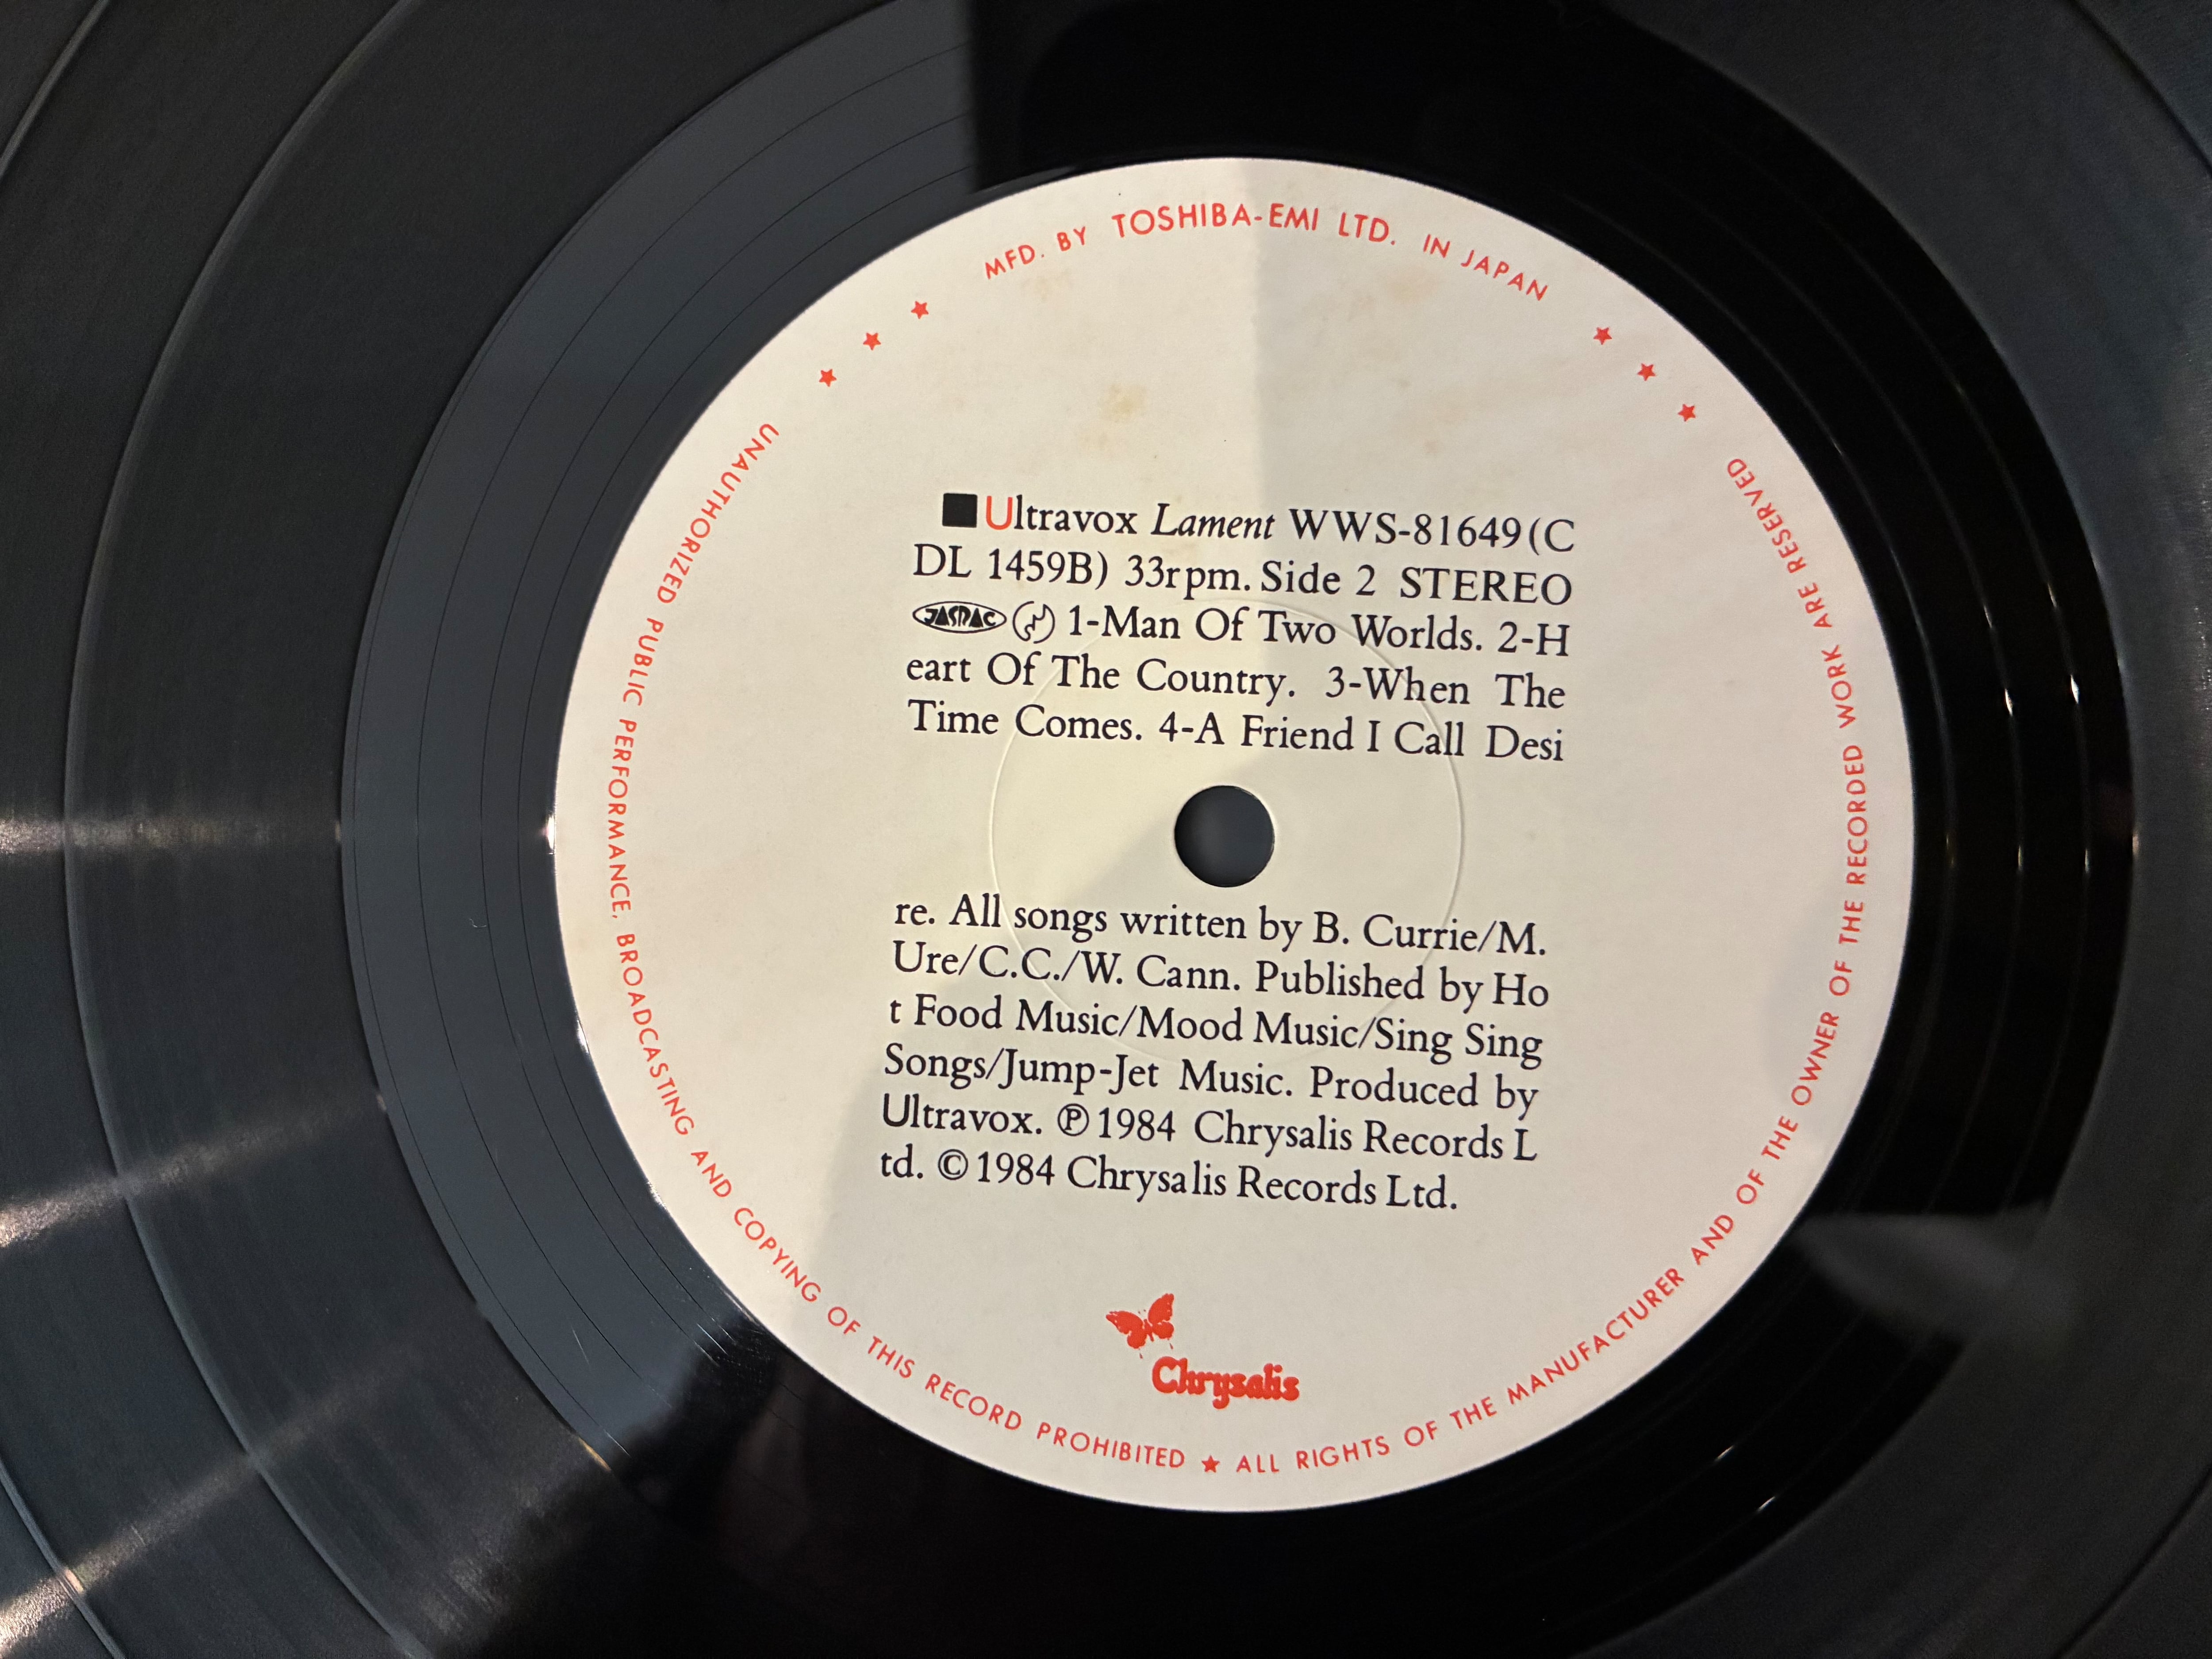 MFD. BY TOSHIBA-EMI LTD. IN JAPAN
Ultravox Lament WWS-81649(C
DL 1459B) 33rpm. Side 2 STEREO
JASRAC 1-Man Of Two Worlds. 2-H
eart Of The Country. 3-When The
Time Comes. 4-A Friend I Call Desi
re. All songs written by B. Currie/M.
Ure/C.C./W. Cann. Published by Ho
t Food Music/Mood Music/Sing Sing
Songs/Jump-Jet Music. Produced by
Ultravox. ℗1984 Chrysalis Records L
td. ©1984 Chrysalis Records Ltd.
Chrysalis
UNAUTHORIZED PUBLIC PERFORMANCE, BROADCASTING AND COPYING OF THIS RECORD PROHIBITED ★ ALL RIGHTS OF THE MANUFACTURER AND OF THE OWNER OF THE RECORDED WORK ARE RESERVED